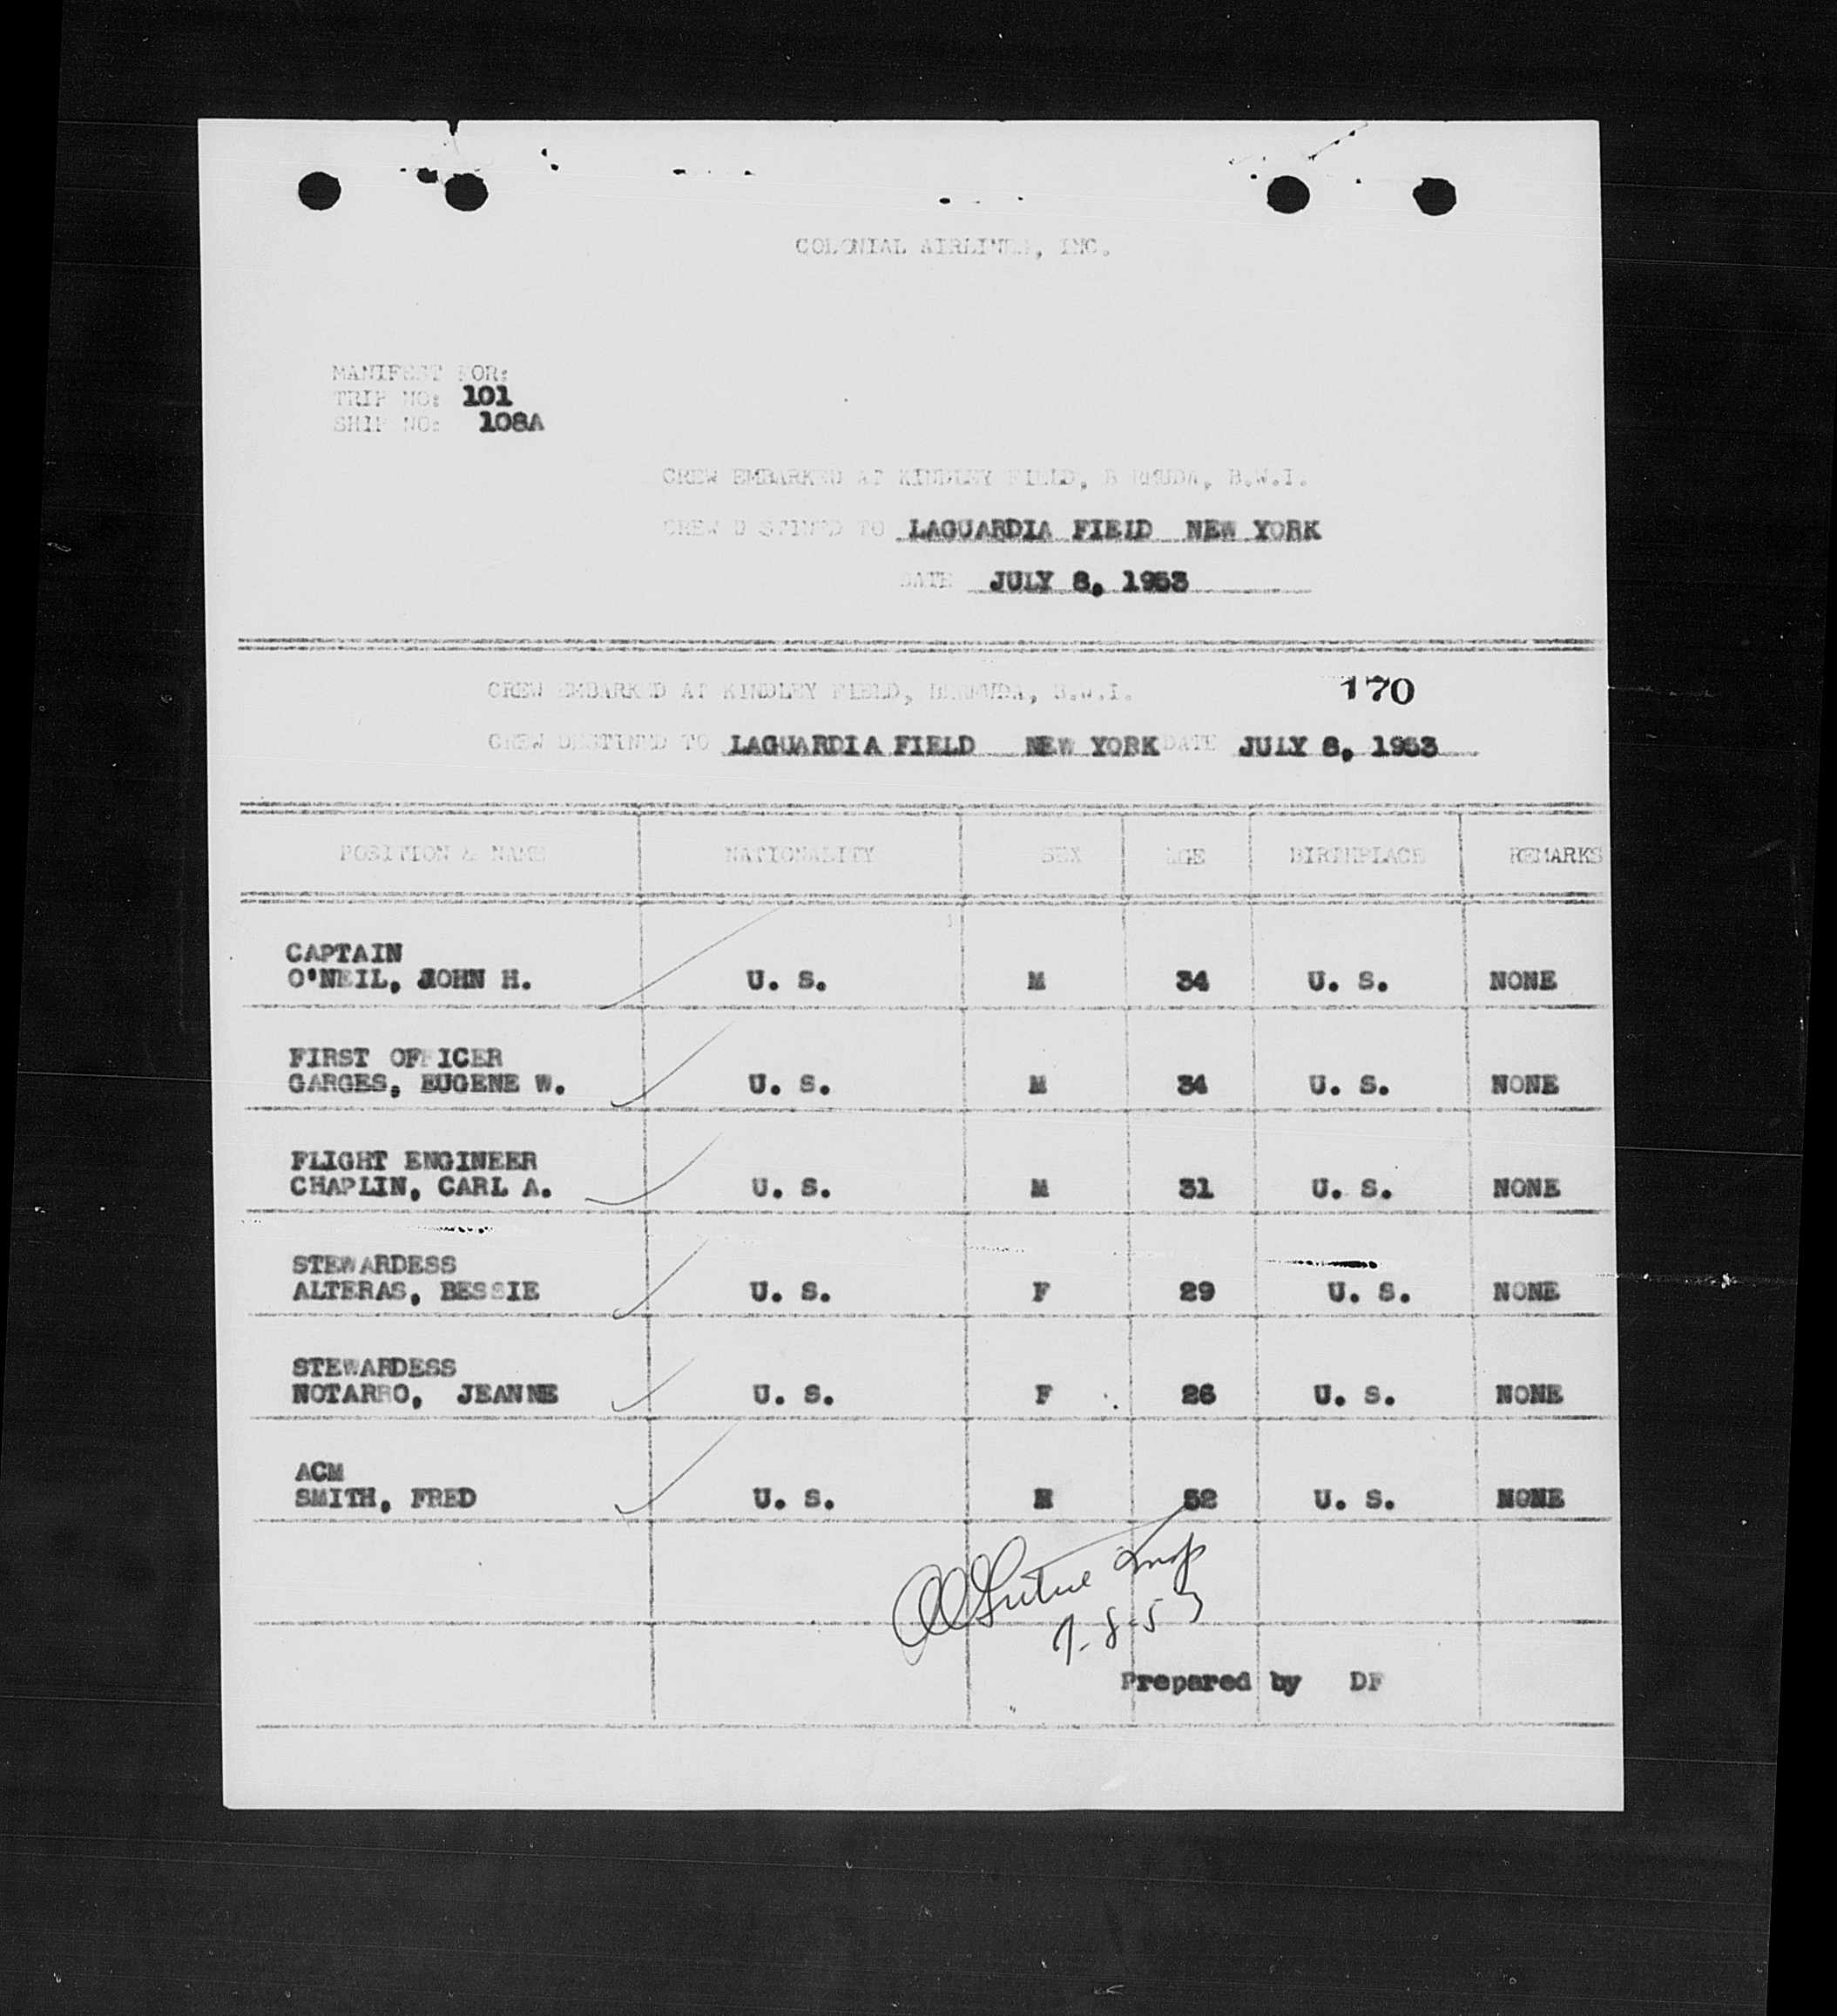 COLONIAL AIRLINES, INC.
MANIFEST FOR:
TRIP NO: 101
SHIP NO: 108A
CREW EMBARKED AT KINDLEY FIELD, BERMUDA, B.W.I.
CREW DESTINED TO LAGUARDIA FIELD NEW YORK
DATE JULY 8, 1953
CREW EMBARKED AT KINDLEY FIELD, BERMUDA, B.W.I. 170
CREW DESTINED TO LAGUARDIA FIELD NEW YORK DATE JULY 8, 1953
POSITION & NAME NATIONALITY SEX AGE BIRTHPLACE REMARKS
CAPTAIN
O'NEIL, JOHN H. U. S. M 34 U. S. NONE
FIRST OFFICER
GARGES, EUGENE W. U. S. M 34 U. S. NONE
FLIGHT ENGINEER
CHAPLIN, CARL A. U. S. M 31 U. S. NONE
STEWARDESS
ALTERAS, BESSIE U. S. F 29 U. S. NONE
STEWARDESS
NOTARRO, JEANNE U. S. F 26 U. S. NONE
ACM
SMITH, FRED U. S. M 52 U. S. NONE
7-8-53
Prepared by DF